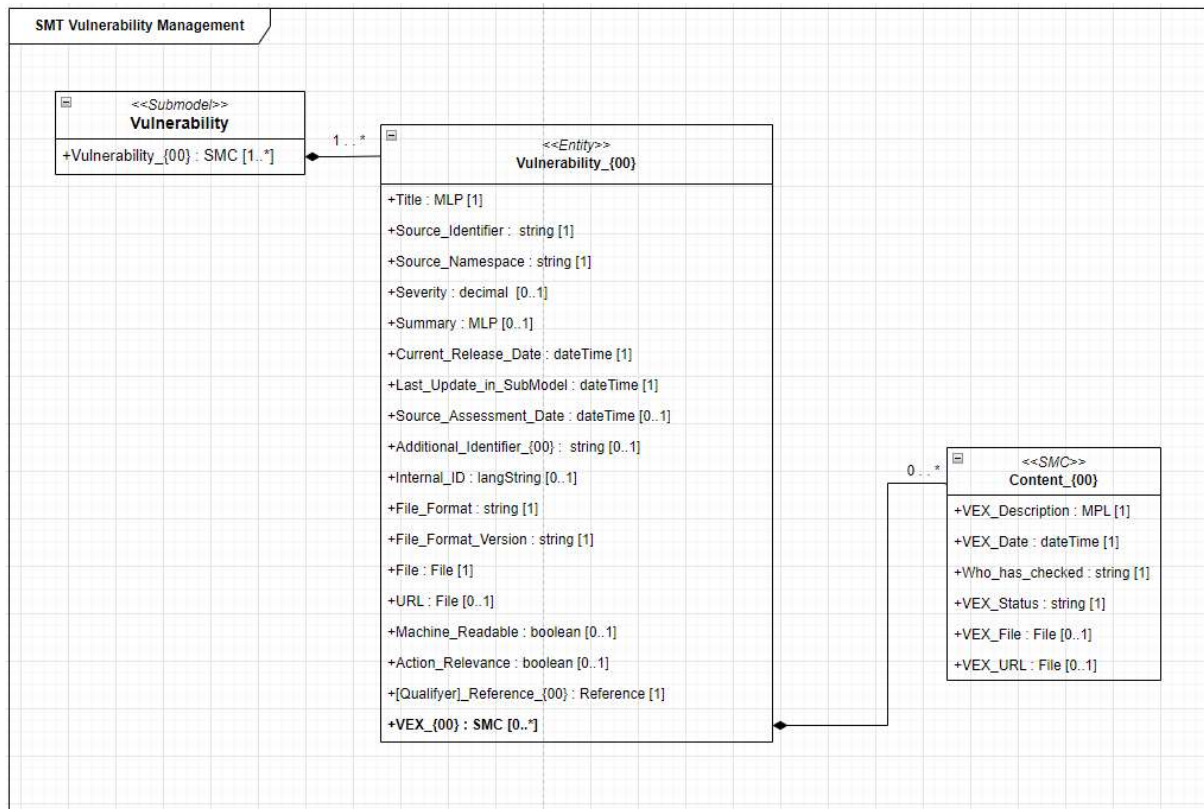 SMT Vulnerability Management
<<Submodel>>
Vulnerability
+Vulnerability_{00} : SMC [1..*]
1 . . *
<<Entity>>
Vulnerability_{00}
+Title : MLP [1]
+Source_Identifier :  string [1]
+Source_Namespace : string [1]
+Severity : decimal  [0..1]
+Summary : MLP [0..1]
+Current_Release_Date : dateTime [1]
+Last_Update_in_SubModel : dateTime [1]
+Source_Assessment_Date : dateTime [0..1]
+Additional_Identifier_{00} :  string [0..1]
+Internal_ID : langString [0..1]
+File_Format : string [1]
+File_Format_Version : string [1]
+File : File [1]
+URL : File [0..1]
+Machine_Readable : boolean [0..1]
+Action_Relevance : boolean [0..1]
+[Qualifyer]_Reference_{00} : Reference [1]
+VEX_{00} : SMC [0..*]
0 . . *
<<SMC>>
Content_{00}
+VEX_Description : MPL [1]
+VEX_Date : dateTime [1]
+Who_has_checked : string [1]
+VEX_Status : string [1]
+VEX_File : File [0..1]
+VEX_URL : File [0..1]